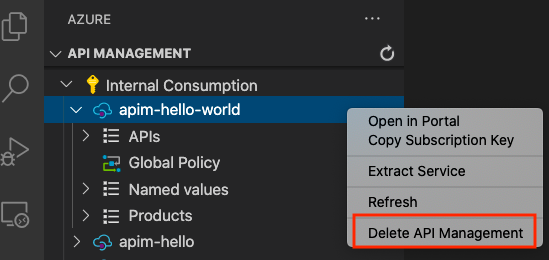 AZURE
API MANAGEMENT
Internal Consumption
apim-hello-world
APIs
Global Policy
Named values
Products
apim-hello
Open in Portal
Copy Subscription Key
Extract Service
Refresh
Delete API Management